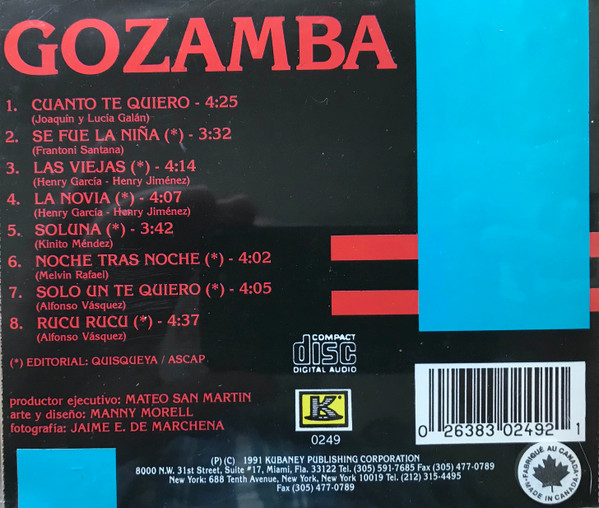 GOZAMBA
1. CUANTO TE QUIERO - 4:25
(Joaquín y Lucía Galán)
2. SE FUE LA NIÑA (*) - 3:32
(Frantoni Santana)
3. LAS VIEJAS (*) - 4:14
(Henry García - Henry Jiménez)
4. LA NOVIA (*) - 4:07
(Henry García - Henry Jiménez)
5. SOLUNA (*) - 3:42
(Kinito Méndez)
6. NOCHE TRAS NOCHE (*) - 4:02
(Melvin Rafael)
7. SOLO UN TE QUIERO (*) - 4:05
(Alfonso Vásquez)
8. RUCU RUCU (*) - 4:37
(Alfonso Vásquez)
(*) EDITORIAL: QUISQUEYA / ASCAP
COMPACT
disc
DIGITAL AUDIO
productor ejecutivo: MATEO SAN MARTIN
arte y diseño: MANNY MORELL
fotografía: JAIME E. DE MARCHENA
K
0249
0 26383 02492 1
(P) (C) 1991 KUBANEY PUBLISHING CORPORATION
8000 N.W. 31st Street, Suite #17, Miami, Fla. 33122 Tel. (305) 591-7685 Fax (305) 477-0789
New York: 688 Tenth Avenue, New York, New York 10019 Tel. (212) 315-4495
Fax (305) 477-0789
FABRIQUÉ AU CANADA
MADE IN CANADA